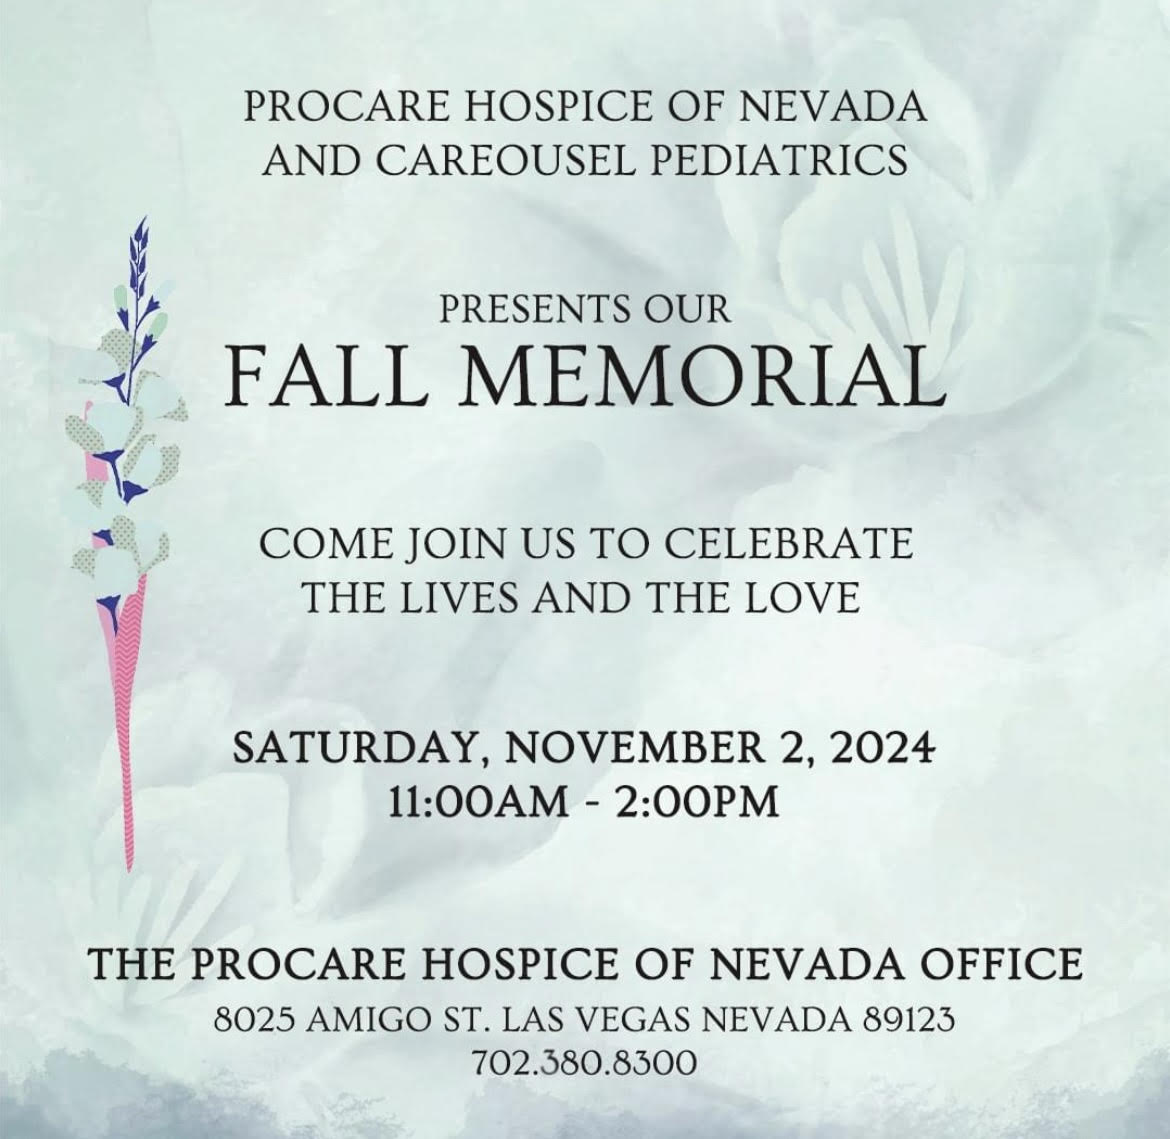 PROCARE HOSPICE OF NEVADA
AND CAREOUSEL PEDIATRICS
PRESENTS OUR
FALL MEMORIAL
COME JOIN US TO CELEBRATE
THE LIVES AND THE LOVE
SATURDAY, NOVEMBER 2, 2024
11:00AM - 2:00PM
THE PROCARE HOSPICE OF NEVADA OFFICE
8025 AMIGO ST. LAS VEGAS NEVADA 89123
702.380.8300